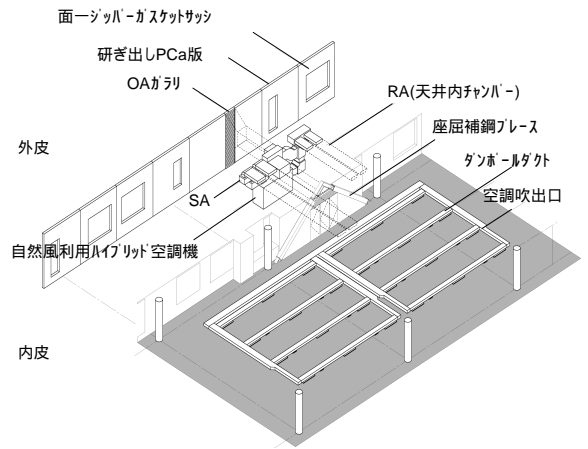 面一ｼﾞｯﾊﾟｰｶﾞｽｹｯﾄｻｯｼ
研ぎ出しPCa版
OAｶﾞﾗﾘ
RA(天井内ﾁｬﾝﾊﾞｰ)
座屈補鋼ﾌﾞﾚｰｽ
外皮
ﾀﾞﾝﾎﾞｰﾙﾀﾞｸﾄ
空調吹出口
SA
自然風利用ﾊｲﾌﾞﾘｯﾄﾞ空調機
内皮